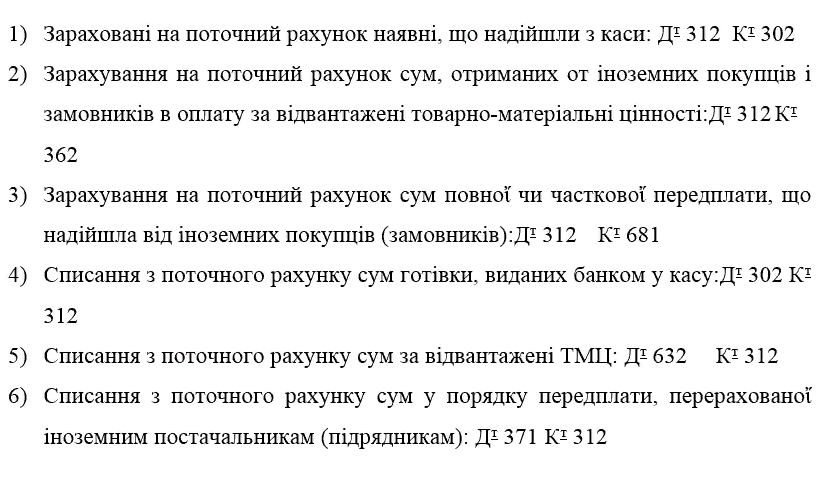 1) Зараховані на поточний рахунок наявні, що надійшли з каси: Дт 312 Кт 302
2) Зарахування на поточний рахунок сум, отриманих от іноземних покупців і
замовників в оплату за відвантажені товарно-матеріальні цінності:Дт 312 Кт
362
3) Зарахування на поточний рахунок сум повної чи часткової передплати, що
надійшла від іноземних покупців (замовників):Дт 312 Кт 681
4) Списання з поточного рахунку сум готівки, виданих банком у касу:Дт 302 Кт
312
5) Списання з поточного рахунку сум за відвантажені ТМЦ: Дт 632 Кт 312
6) Списання з поточного рахунку сум у порядку передплати, перерахованої
іноземним постачальникам (підрядникам): Дт 371 Кт 312